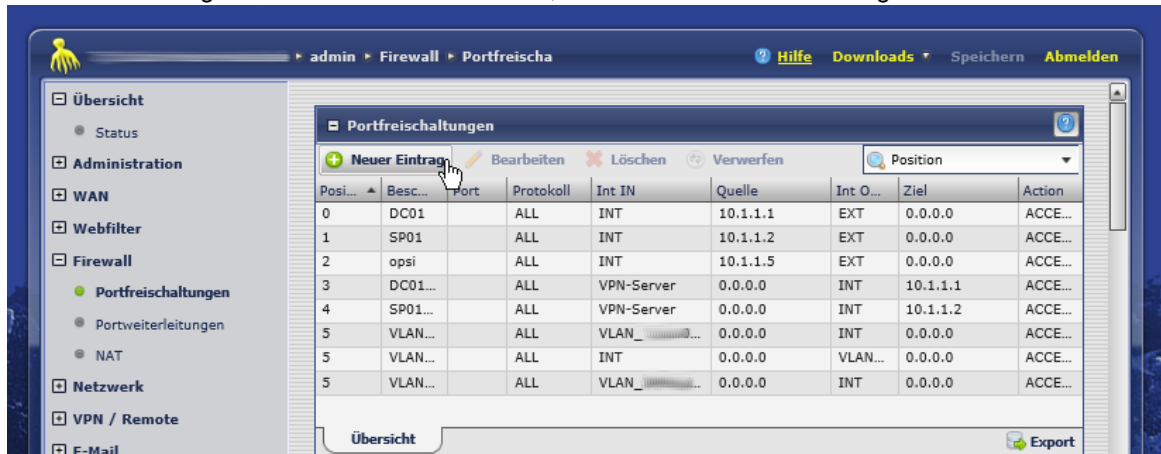 admin ▸ Firewall ▸ Portfreischa
Hilfe Downloads Speichern Abmelden
Übersicht
Status
Administration
WAN
Webfilter
Firewall
Portfreischaltungen
Portweiterleitungen
NAT
Netzwerk
VPN / Remote
E-Mail
Portfreischaltungen
Neuer Eintrag Bearbeiten Löschen Verwerfen Position
Posi... Besc... Port Protokoll Int IN Quelle Int O... Ziel Action
0 DC01 ALL INT 10.1.1.1 EXT 0.0.0.0 ACCE...
1 SP01 ALL INT 10.1.1.2 EXT 0.0.0.0 ACCE...
2 opsi ALL INT 10.1.1.5 EXT 0.0.0.0 ACCE...
3 DC01... ALL VPN-Server 0.0.0.0 INT 10.1.1.1 ACCE...
4 SP01... ALL VPN-Server 0.0.0.0 INT 10.1.1.2 ACCE...
5 VLAN... ALL VLAN_ ... 0.0.0.0 INT 0.0.0.0 ACCE...
5 VLAN... ALL INT 0.0.0.0 VLAN... 0.0.0.0 ACCE...
5 VLAN... ALL VLAN_ ... 0.0.0.0 INT 0.0.0.0 ACCE...
Übersicht
Export